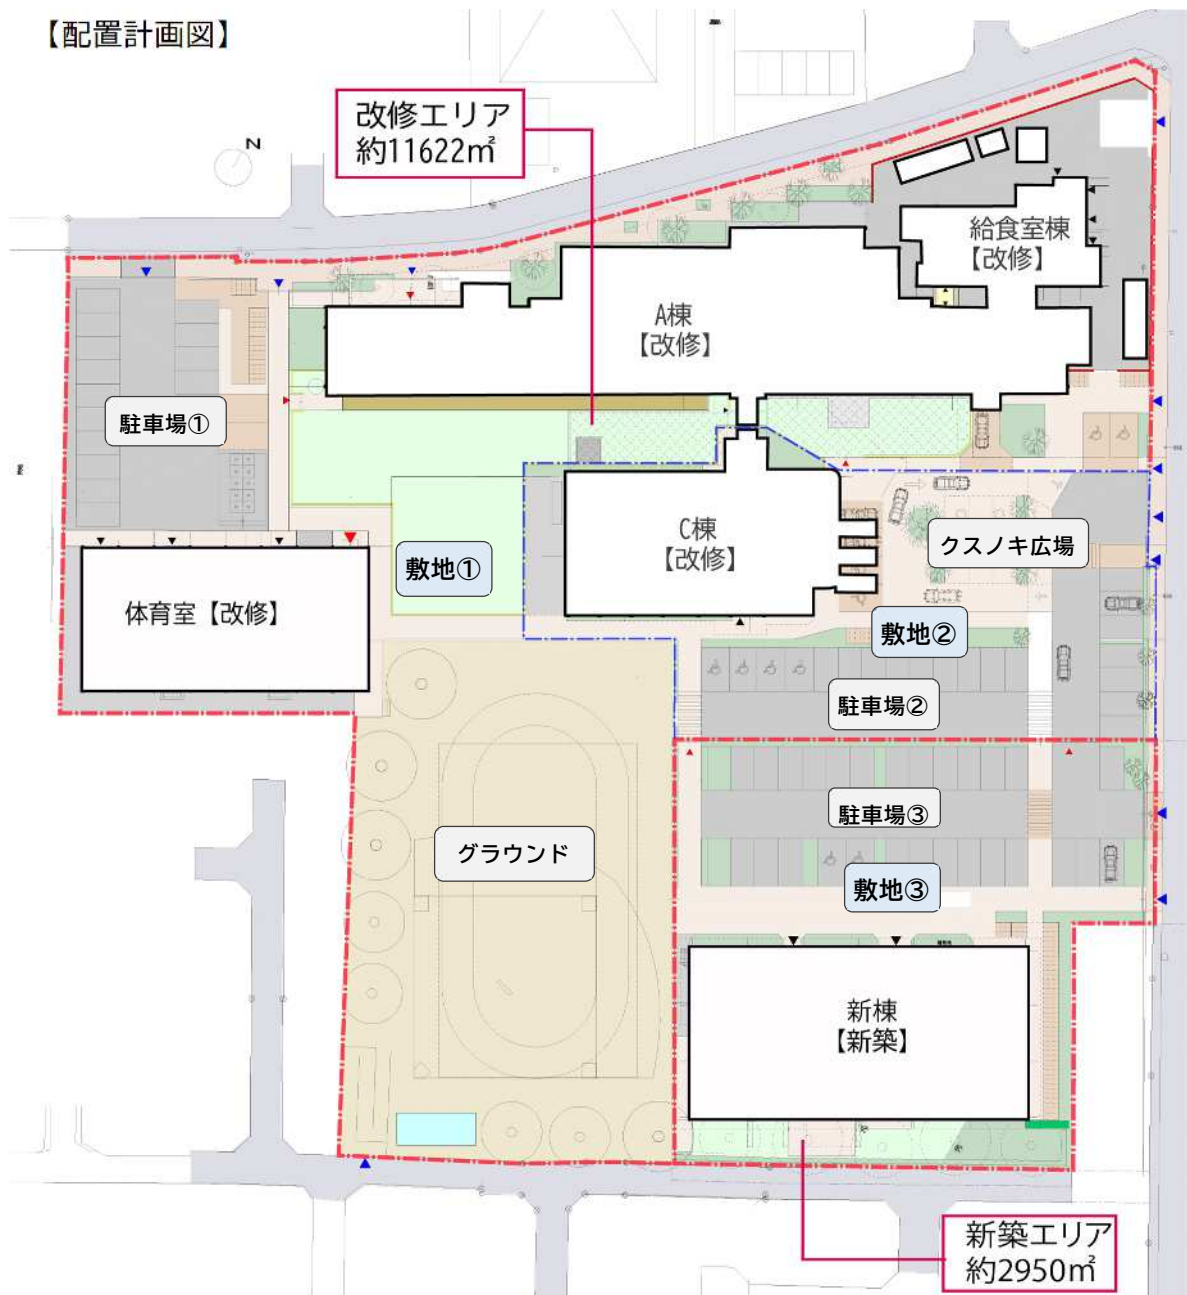 【配置計画図】
改修エリア
約11622㎡
N
給食室棟
【改修】
A棟
【改修】
駐車場①
C棟
【改修】
クスノキ広場
敷地①
体育室【改修】
敷地②
駐車場②
駐車場③
グラウンド
敷地③
新棟
【新築】
新築エリア
約2950㎡